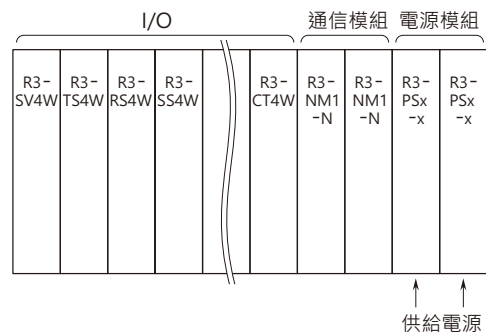 I/O
通信模組
電源模組
R3-
SV4W
R3-
TS4W
R3-
RS4W
R3-
SS4W
R3-
CT4W
R3-
NM1
-N
R3-
NM1
-N
R3-
PSx
-x
R3-
PSx
-x
供給電源